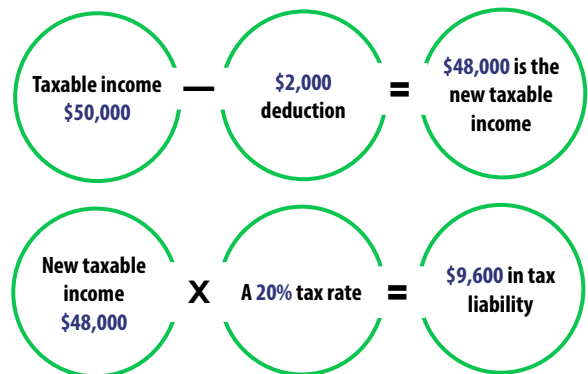 Taxable income
$50,000
—
$2,000
deduction
=
$48,000 is the
new taxable
income
New taxable
income
$48,000
X
A 20% tax rate
=
$9,600 in tax
liability